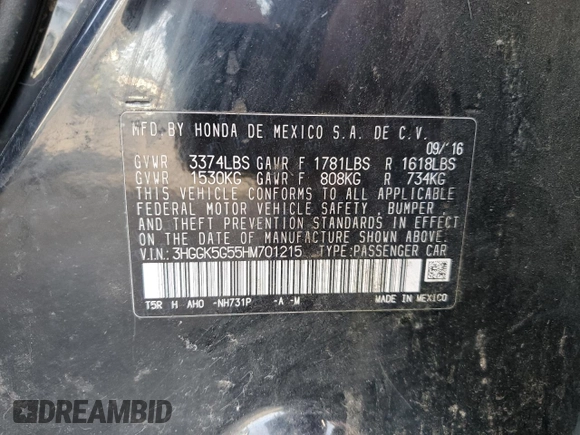 MFD. BY HONDA DE MEXICO S.A. DE C.V.
09/'16
GVWR 3374LBS GAWR F 1781LBS R 1618LBS
GVWR 1530KG GAWR F 808KG R 734KG
THIS VEHICLE CONFORMS TO ALL APPLICABLE
FEDERAL MOTOR VEHICLE SAFETY, BUMPER,
AND THEFT PREVENTION STANDARDS IN EFFECT
ON THE DATE OF MANUFACTURE SHOWN ABOVE.
V.I.N.: 3HGGK5G55HM701215 TYPE:PASSENGER CAR
T5R H AHO -NH731P -A -M MADE IN MEXICO
DREAMBID